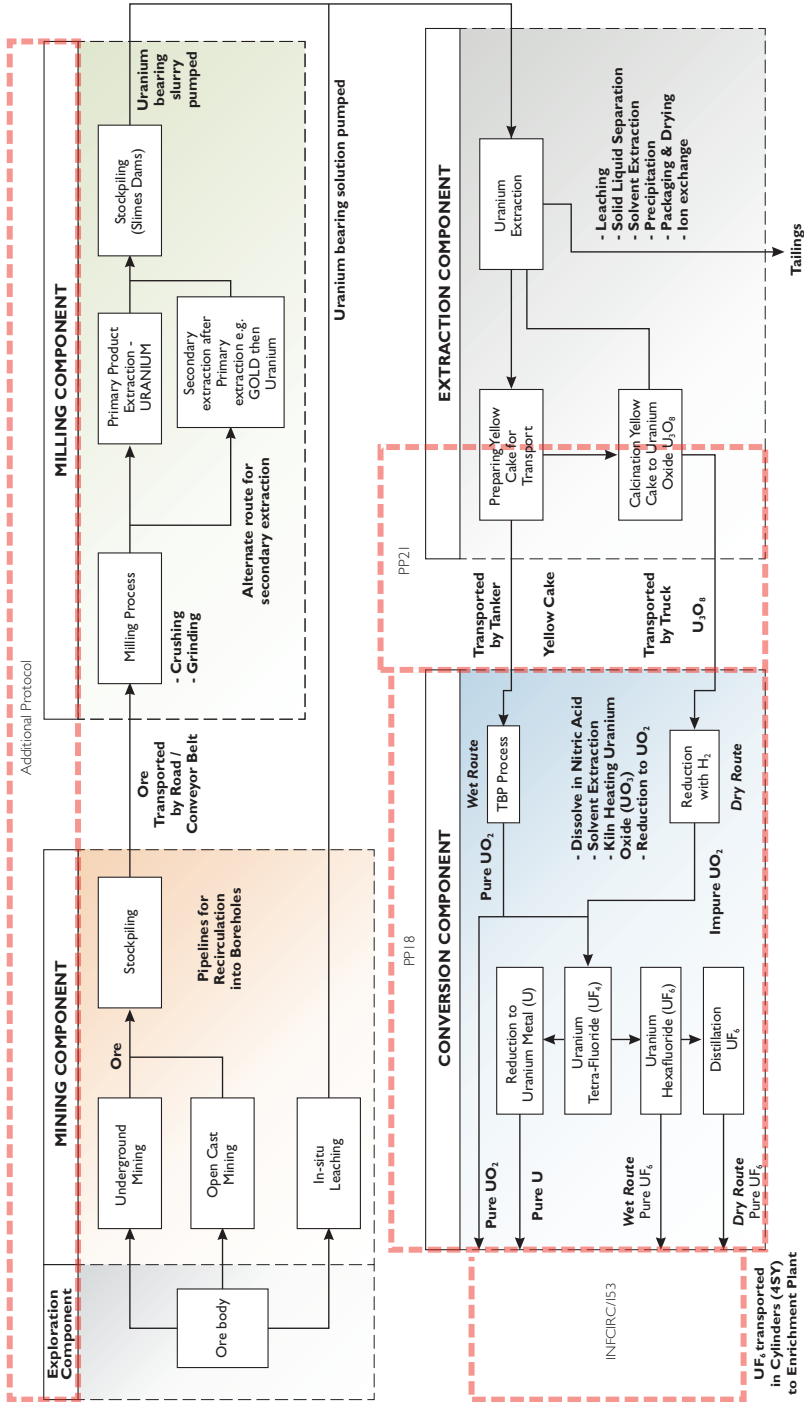 Additional Protocol
Exploration
Component
Ore body
MINING COMPONENT
Underground
Mining
Open Cast
Mining
In-situ
Leaching
Ore
Stockpiling
Pipelines for
Recirculation
into Boreholes
Ore
Transported
by Road /
Conveyor Belt
MILLING COMPONENT
Milling Process
- Crushing
- Grinding
Primary Product
Extraction -
URANIUM
Secondary
extraction after
Primary
extraction e.g.
GOLD then
Uranium
Alternate route for
secondary extraction
Stockpiling
(Slimes Dams)
Uranium
bearing
slurry
pumped
Uranium bearing solution pumped
INFCIRC/153
UF₆ transported
in Cylinders (4SY)
to Enrichment Plant
PP18
CONVERSION COMPONENT
Pure UO₂
Pure U
Wet Route
Pure UF₆
Dry Route
Pure UF₆
Reduction to
Uranium Metal (U)
Uranium
Tetra-Fluoride (UF₄)
Uranium
Hexafluoride (UF₆)
Distillation
UF₆
Pure UO₂
Impure UO₂
Wet Route
TBP Process
- Dissolve in Nitric Acid
- Solvent Extraction
- Kiln Heating Uranium
Oxide (UO₃)
- Reduction to UO₂
Reduction
with H₂
Dry Route
PP21
Transported
by Tanker
Yellow Cake
Transported
by Truck
U₃O₈
EXTRACTION COMPONENT
Preparing Yellow
Cake for
Transport
Calcination Yellow
Cake to Uranium
Oxide U₃O₈
Uranium
Extraction
- Leaching
- Solid Liquid Separation
- Solvent Extraction
- Precipitation
- Packaging & Drying
- Ion exchange
Tailings